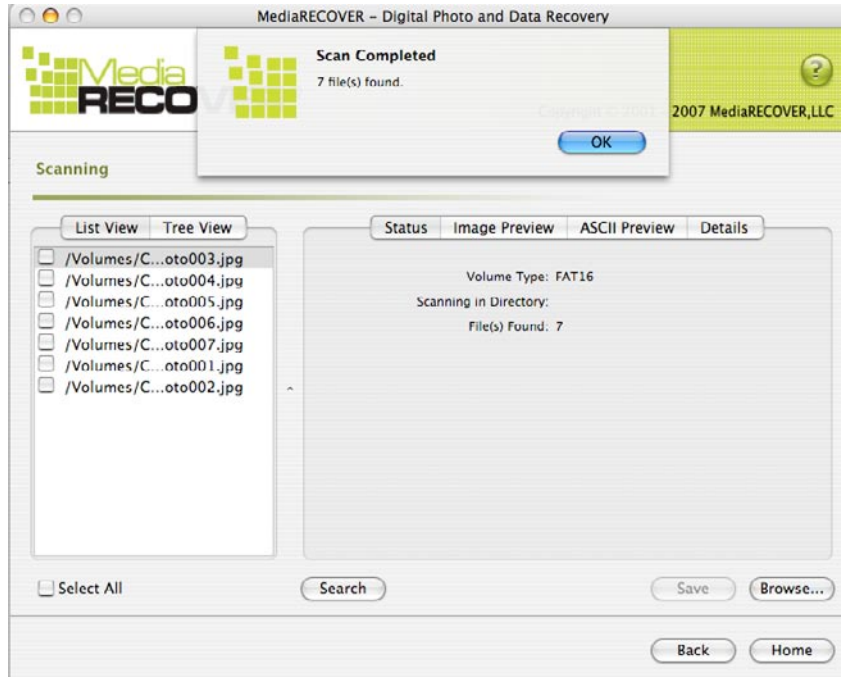 MediaRECOVER – Digital Photo and Data Recovery
Media
RECOVER
Scan Completed
7 file(s) found.
OK
?
Copyright © 2001 - 2007 MediaRECOVER,LLC
Scanning
List View Tree View
/Volumes/C...oto003.jpg
/Volumes/C...oto004.jpg
/Volumes/C...oto005.jpg
/Volumes/C...oto006.jpg
/Volumes/C...oto007.jpg
/Volumes/C...oto001.jpg
/Volumes/C...oto002.jpg
Select All
Status Image Preview ASCII Preview Details
Volume Type: FAT16
Scanning in Directory:
File(s) Found: 7
Search
Save Browse...
Back Home